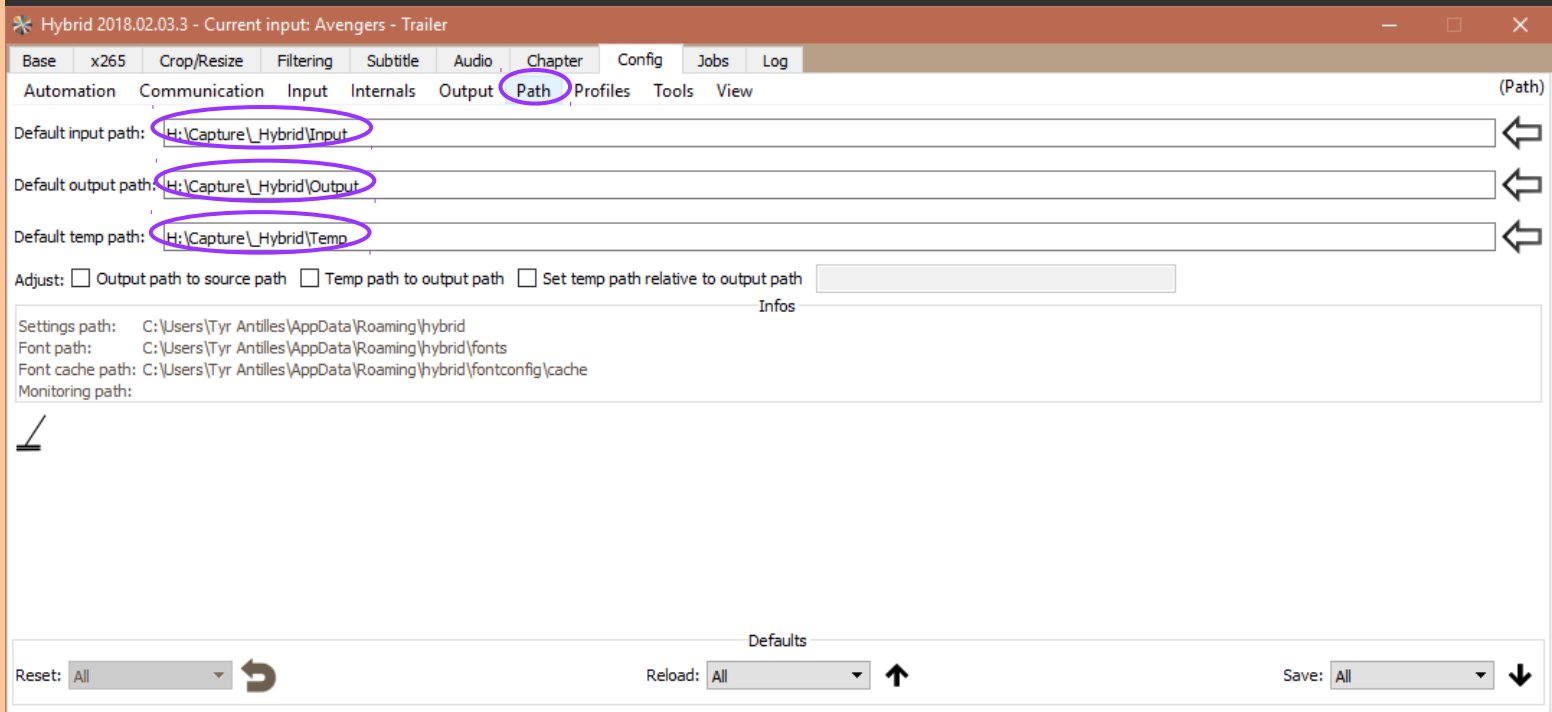 Hybrid 2018.02.03.3 - Current input: Avengers - Trailer
Base x265 Crop/Resize Filtering Subtitle Audio Chapter Config Jobs Log
Automation Communication Input Internals Output Path Profiles Tools View (Path)
Default input path: H:\Capture\_Hybrid\Input
Default output path: H:\Capture\_Hybrid\Output
Default temp path: H:\Capture\_Hybrid\Temp
Adjust: Output path to source path Temp path to output path Set temp path relative to output path
Infos
Settings path: C:\Users\Tyr Antilles\AppData\Roaming\hybrid
Font path: C:\Users\Tyr Antilles\AppData\Roaming\hybrid\fonts
Font cache path: C:\Users\Tyr Antilles\AppData\Roaming\hybrid\fontconfig\cache
Monitoring path:
Defaults
Reset: All Reload: All Save: All